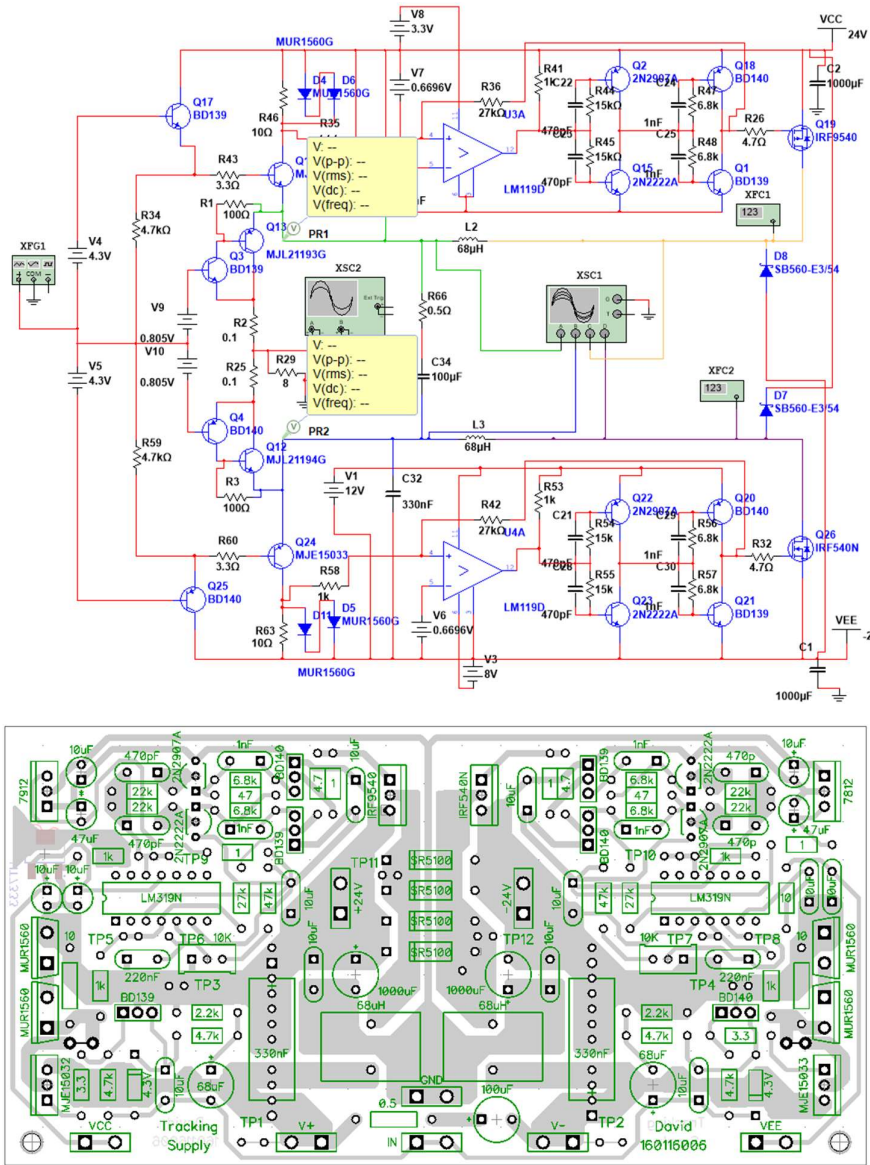 V8
3.3V
VCC
24V
MUR1560G
D4
D6
MUR1560G
V7
0.6696V
R36
27kΩ
U3A
R41
C22
R44
15kΩ
Q2
2N2907A
C24
R47
6.8k
Q18
BD140
C2
1000µF
Q17
BD139
R46
10Ω
R35
470pF
R45
15kΩ
1nF
C25
R48
6.8k
R26
4.7Ω
Q19
IRF9540
R43
3.3Ω
V: --
V(p-p): --
V(rms): --
V(dc): --
V(freq): --
LM119D
470pF
Q15
2N2222A
Q1
BD139
R1
100Ω
Q13
MJL21193G
PR1
L2
68µH
XFC1
123
R34
4.7kΩ
XFG1
COM
V4
4.3V
Q3
BD139
D8
SB560-E3/54
XSC2
Ext Trig
XSC1
R66
0.5Ω
V9
0.805V
V10
0.805V
R2
0.1
R25
0.1
R29
8
V: --
V(p-p): --
V(rms): --
V(dc): --
V(freq): --
C34
100µF
V5
4.3V
XFC2
123
D7
SB560-E3/54
Q4
BD140
Q12
MJL21194G
PR2
L3
68µH
R59
4.7kΩ
R3
100Ω
V1
12V
C32
330nF
R42
27kΩ
U4A
R53
1k
C21
R54
15k
Q22
2N2907A
C29
R56
6.8k
Q20
BD140
R60
3.3Ω
Q24
MJE15033
R58
1k
470pF
R55
15k
1nF
C30
R57
6.8k
R32
4.7Ω
Q26
IRF540N
Q25
BD140
LM119D
470pF
Q23
2N2222A
Q21
BD139
R63
10Ω
D11
D5
MUR1560G
V6
0.6696V
MUR1560G
V3
8V
VEE
C1
1000µF
10uF
470pF
2N2907A
1nF
BD140
10uF
10uF
BD139
1nF
2N2222A
470p
10uF
7812
22k
22k
6.8k
47
6.8k
4.7
1
IRF9540
IRF540N
1
4.7
6.8k
47
6.8k
22k
22k
7812
47uF
470pF
2N2222A
1nF
BD139
BD140
1nF
2N2907A
470p
47uF
1k
TP9
1
TP11
SR5100
TP10
1k
1
10uF
10uF
LM319N
27k
47k
10uF
+24V
SR5100
-24V
10uF
47k
27k
LM319N
10
10uF
10uF
SR5100
MUR1560
10
TP5
TP6
10K
10uF
SR5100
TP12
10uF
10K
TP7
TP8
10
MUR1560
1k
220nF
TP3
1000uF
1000uF
TP4
220nF
1k
MUR1560
BD139
2.2k
68uH
68uH
2.2k
BD140
MUR1560
4.7k
330nF
330nF
4.7k
3.3
MJE15032
3.3
4.7k
4.3V
10uF
68uF
GND
68uF
10uF
4.7k
4.3V
MJE15033
0.5
100uF
VCC
Tracking
Supply
TP1
V+
IN
V-
TP2
David
160116006
VEE